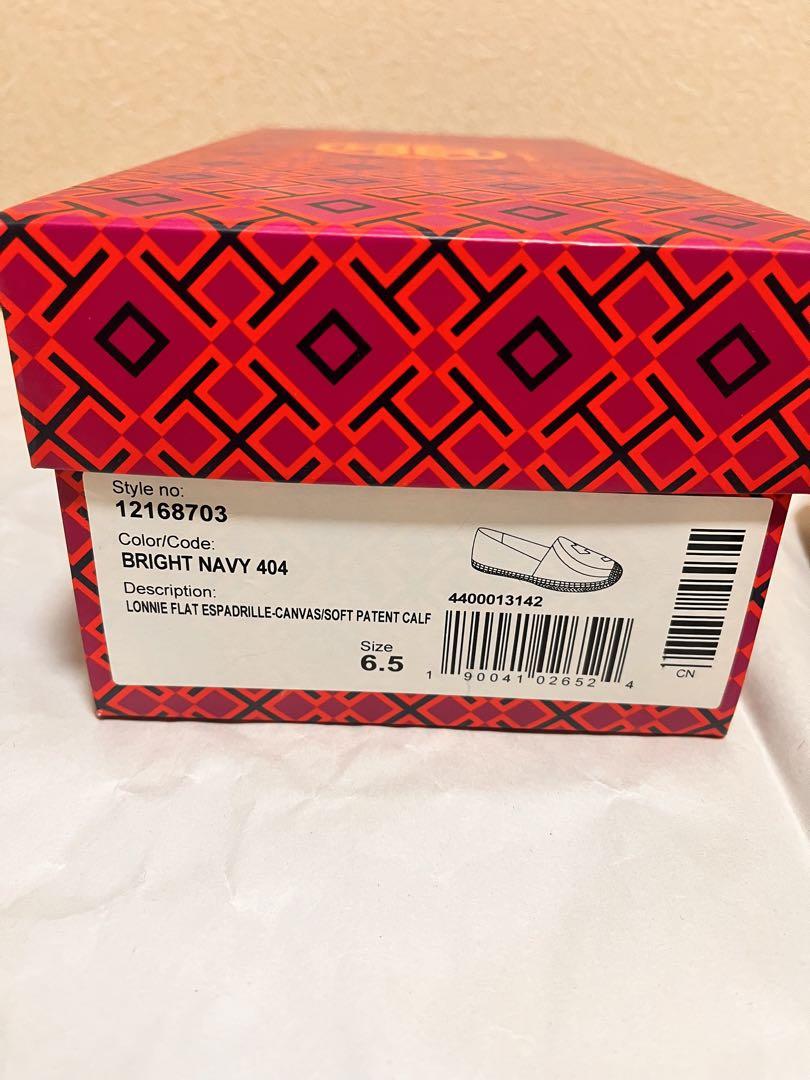 Style no:
12168703
Color/Code:
BRIGHT NAVY 404
Description:
LONNIE FLAT ESPADRILLE-CANVAS/SOFT PATENT CALF
Size
6.5
4400013142
1 90041 02652 4
CN